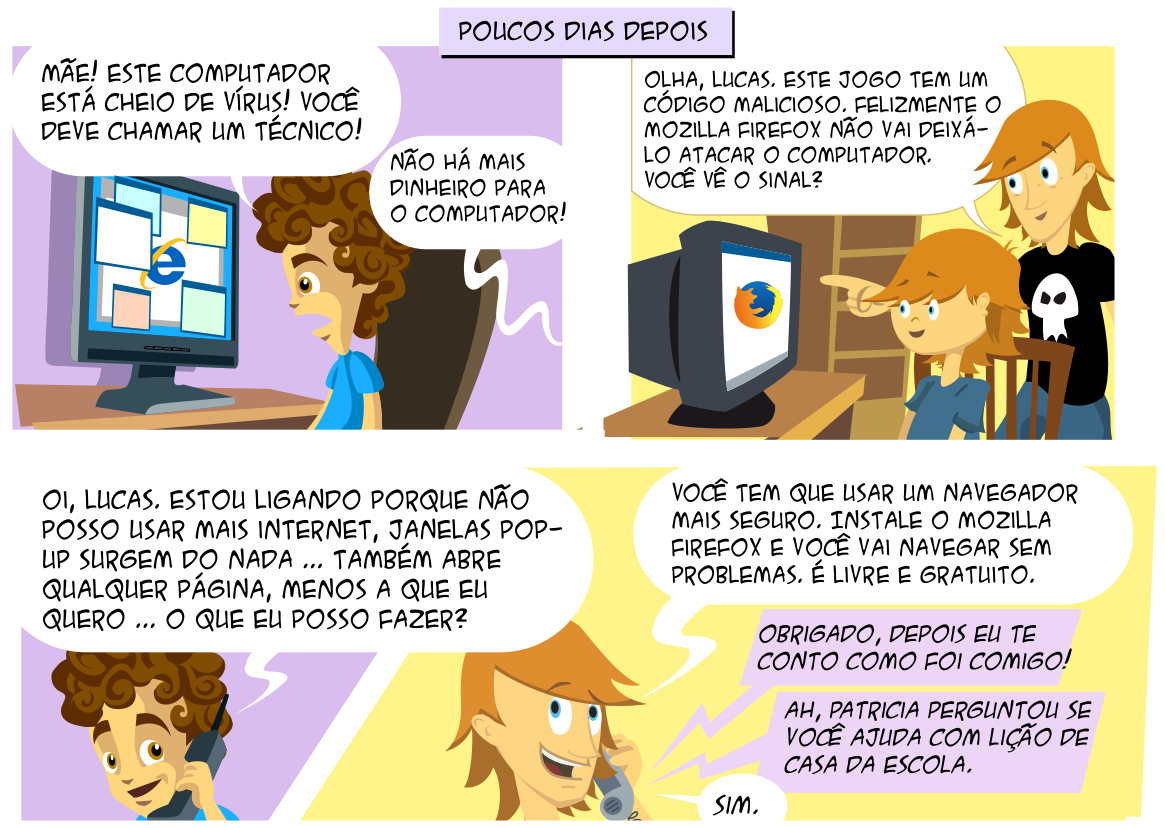 POUCOS DIAS DEPOIS
MÃE! ESTE COMPUTADOR
ESTÁ CHEIO DE VÍRUS! VOCÊ
DEVE CHAMAR UM TÉCNICO!
NÃO HÁ MAIS
DINHEIRO PARA
O COMPUTADOR!
OLHA, LUCAS. ESTE JOGO TEM UM
CÓDIGO MALICIOSO. FELIZMENTE O
MOZILLA FIREFOX NÃO VAI DEIXÁ-
LO ATACAR O COMPUTADOR.
VOCÊ VÊ O SINAL?
OI, LUCAS. ESTOU LIGANDO PORQUE NÃO
POSSO USAR MAIS INTERNET, JANELAS POP-
UP SURGEM DO NADA ... TAMBÉM ABRE
QUALQUER PÁGINA, MENOS A QUE EU
QUERO ... O QUE EU POSSO FAZER?
VOCÊ TEM QUE USAR UM NAVEGADOR
MAIS SEGURO. INSTALE O MOZILLA
FIREFOX E VOCÊ VAI NAVEGAR SEM
PROBLEMAS. É LIVRE E GRATUITO.
OBRIGADO, DEPOIS EU TE
CONTO COMO FOI COMIGO!
AH, PATRICIA PERGUNTOU SE
VOCÊ AJUDA COM LIÇÃO DE
CASA DA ESCOLA.
SIM.